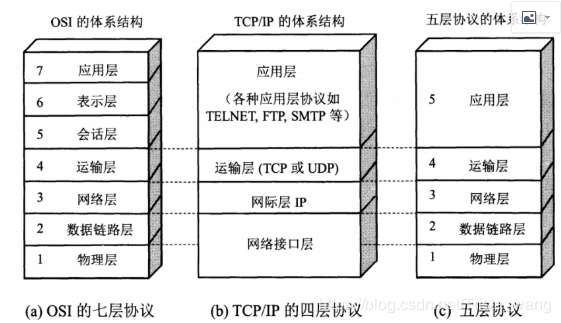 OSI 的体系结构
7 应用层
6 表示层
5 会话层
4 运输层
3 网络层
2 数据链路层
1 物理层
(a) OSI 的七层协议
TCP/IP 的体系结构
应用层
（各种应用层协议如
TELNET, FTP, SMTP 等）
运输层 (TCP 或 UDP)
网际层 IP
网络接口层
(b) TCP/IP 的四层协议
五层协议的体系
构
5 应用层
4 运输层
3 网络层
2 数据链路层
1 物理层
(c) 五层协议